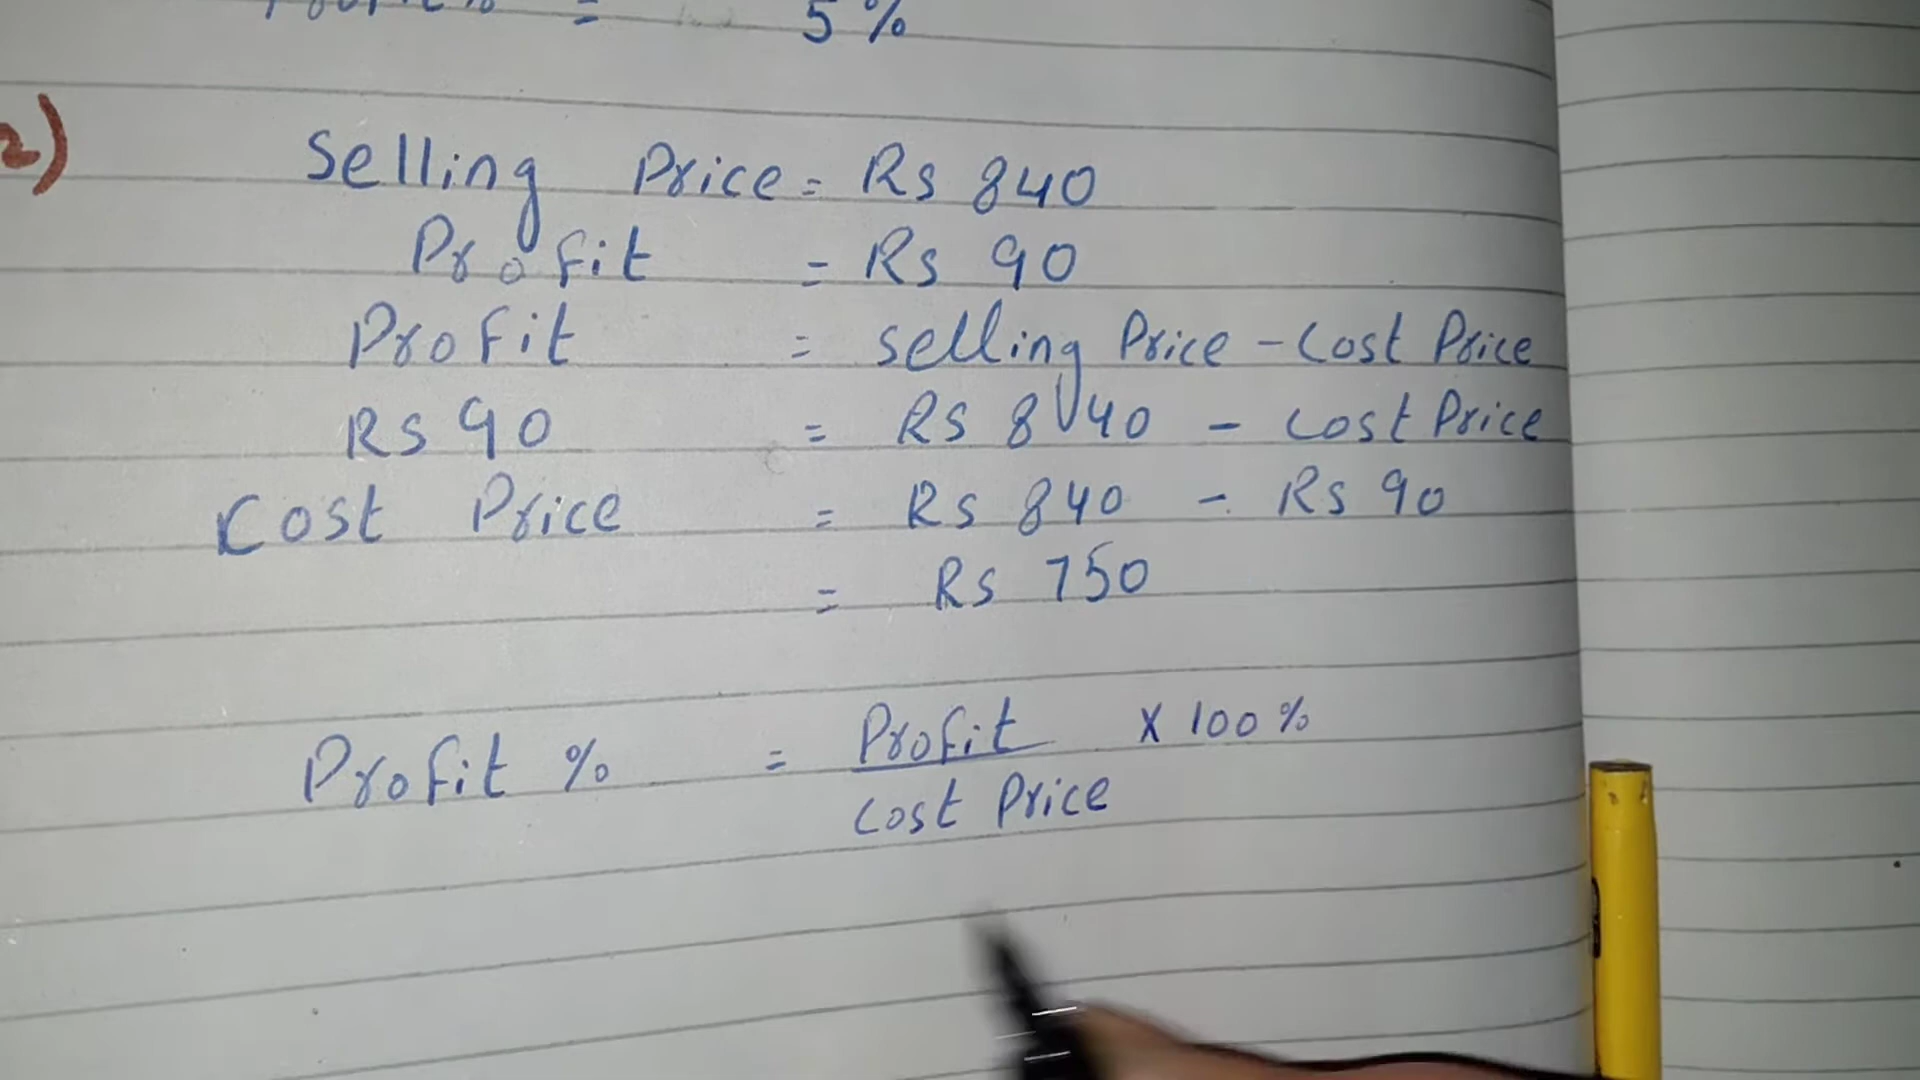 = 5%
2)
Selling Price = Rs 840
Profit = Rs 90
Profit = Selling Price - Cost Price
Rs 90 = Rs 840 - Cost Price
Cost Price = Rs 840 - Rs 90
= Rs 750
Profit % = Profit / Cost Price X 100%